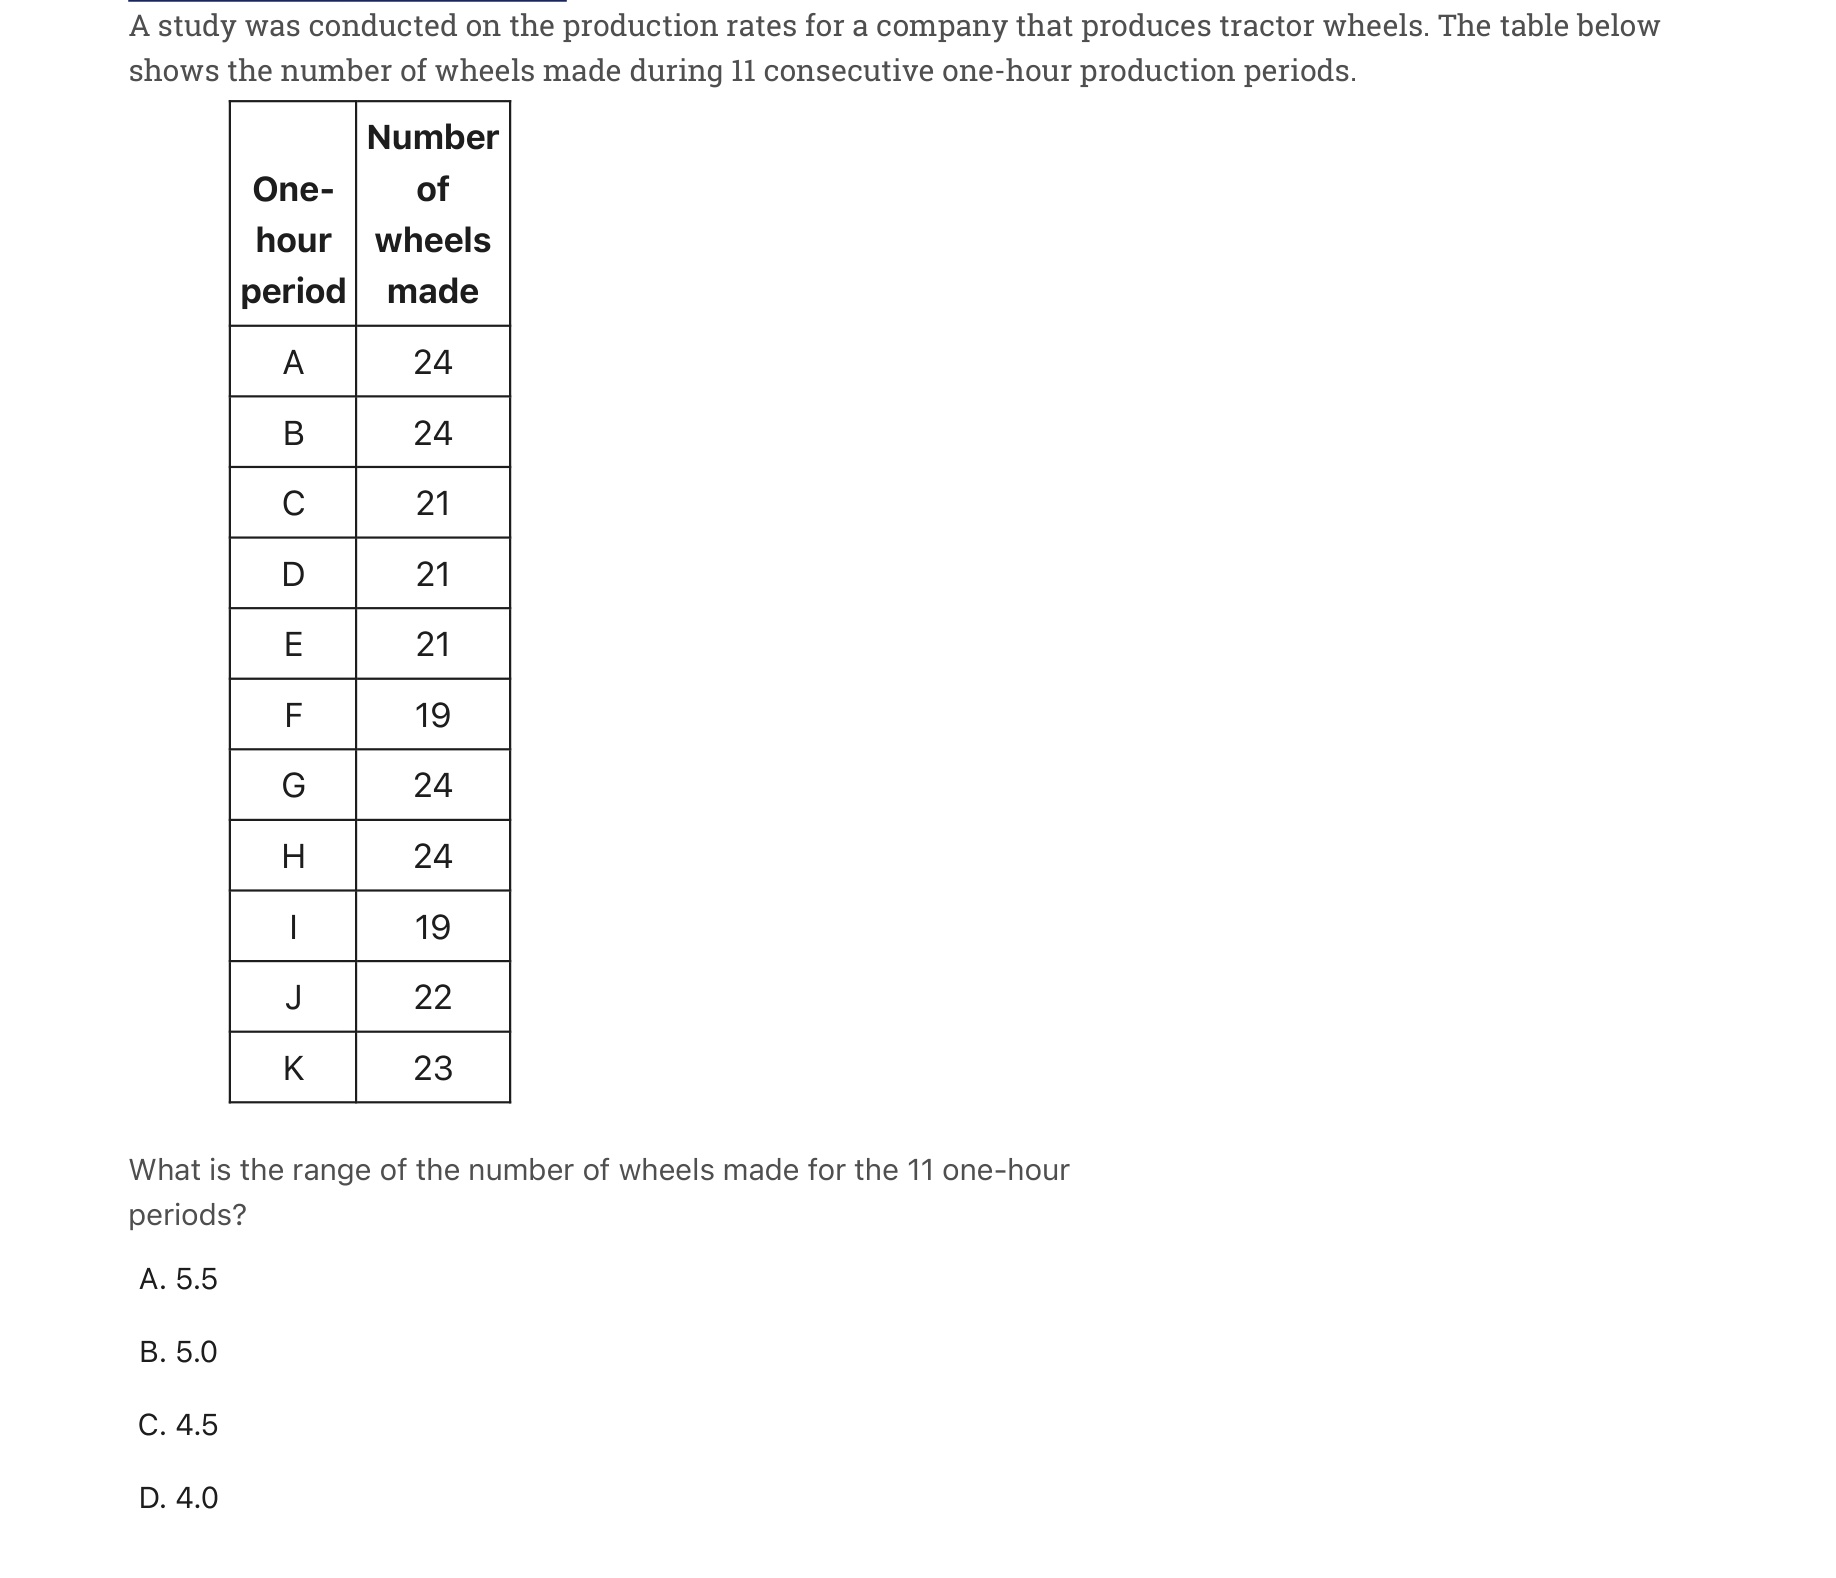 A study was conducted on the production rates for a company that produces tractor wheels. The table below
shows the number of wheels made during 11 consecutive one-hour production periods.
One-hour period Number of wheels made
A 24
B 24
C 21
D 21
E 21
F 19
G 24
H 24
I 19
J 22
K 23
What is the range of the number of wheels made for the 11 one-hour
periods?
A. 5.5
B. 5.0
C. 4.5
D. 4.0